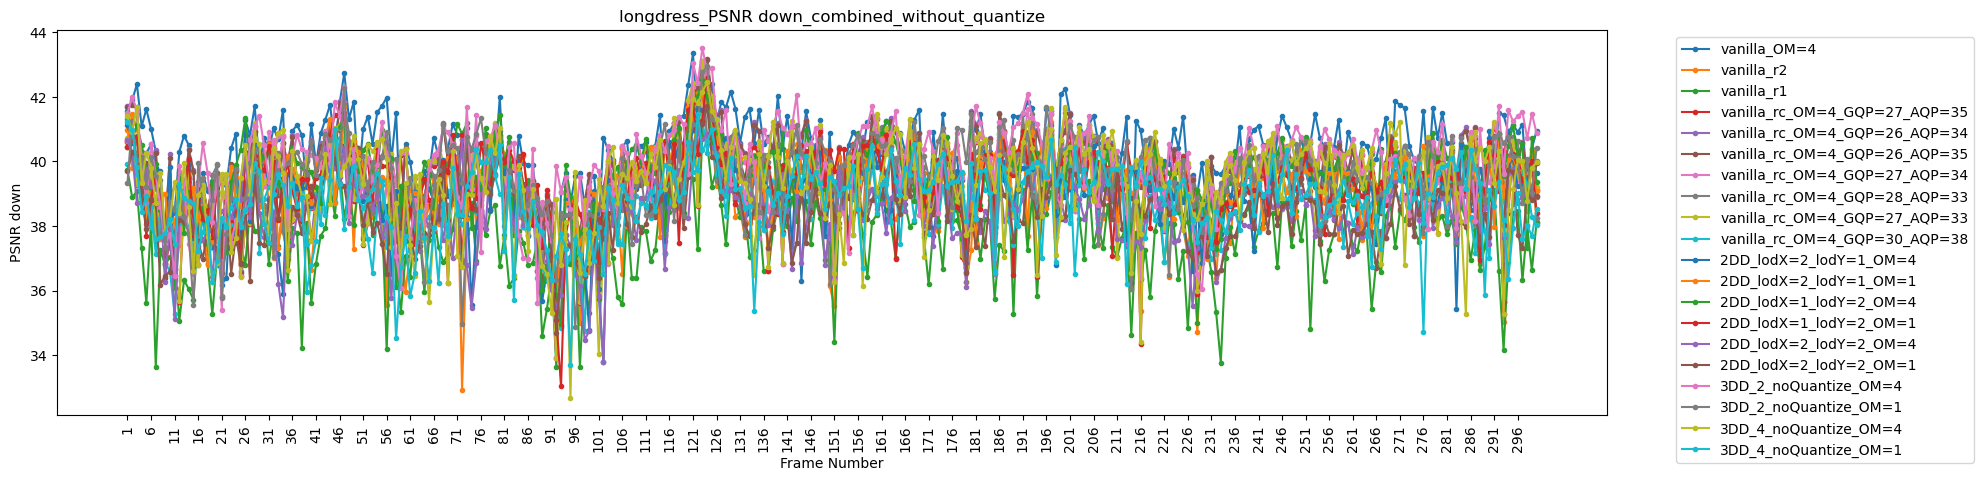 longdress_PSNR down_combined_without_quantize
44
42
40
38
36
34
PSNR down
1
6
11
16
21
26
31
36
41
46
51
56
61
66
71
76
81
86
91
96
101
106
111
116
121
126
131
136
141
146
151
156
161
166
171
176
181
186
191
196
201
206
211
216
221
226
231
236
241
246
251
256
261
266
271
276
281
286
291
296
Frame Number
vanilla_OM=4
vanilla_r2
vanilla_r1
vanilla_rc_OM=4_GQP=27_AQP=35
vanilla_rc_OM=4_GQP=26_AQP=34
vanilla_rc_OM=4_GQP=26_AQP=35
vanilla_rc_OM=4_GQP=27_AQP=34
vanilla_rc_OM=4_GQP=28_AQP=33
vanilla_rc_OM=4_GQP=27_AQP=33
vanilla_rc_OM=4_GQP=30_AQP=38
2DD_lodX=2_lodY=1_OM=4
2DD_lodX=2_lodY=1_OM=1
2DD_lodX=1_lodY=2_OM=4
2DD_lodX=1_lodY=2_OM=1
2DD_lodX=2_lodY=2_OM=4
2DD_lodX=2_lodY=2_OM=1
3DD_2_noQuantize_OM=4
3DD_2_noQuantize_OM=1
3DD_4_noQuantize_OM=4
3DD_4_noQuantize_OM=1